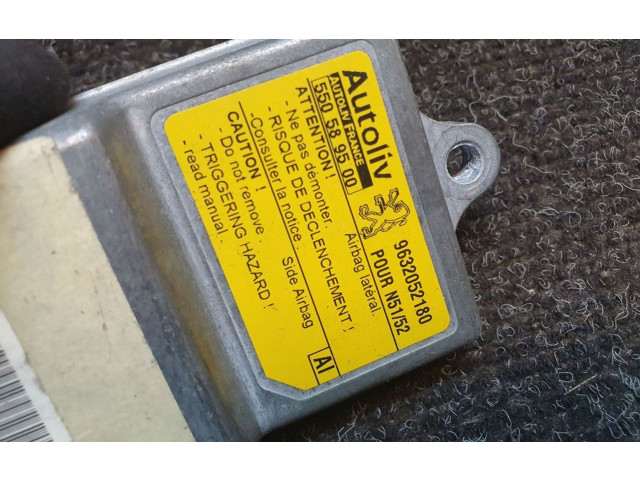 Autoliv
AUTOLIV FRANCE
550 58 95 00
9632052180
POUR N51/52
ATTENTION !
Airbag latéral.
- Ne pas démonter.
- RISQUE DE DECLENCHEMENT !
-Consulter la notice.
CAUTION !
Side Airbag
- Do not remove.
- TRIGGERING HAZARD !
- read manual.
AI